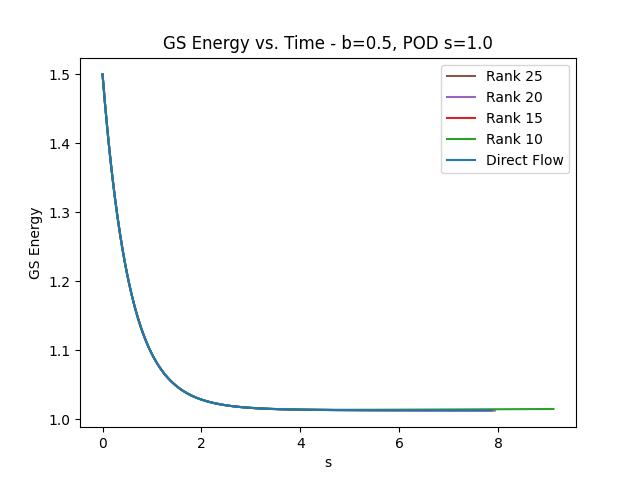 GS Energy vs. Time - b=0.5, POD s=1.0
Rank 25
Rank 20
Rank 15
Rank 10
Direct Flow
GS Energy
1.5
1.4
1.3
1.2
1.1
1.0
0 2 4 6 8
s